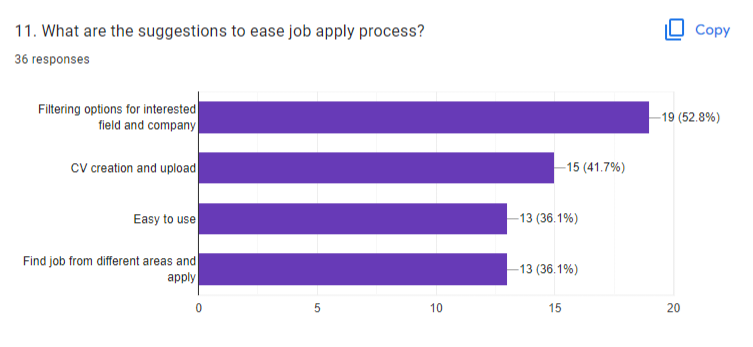 11. What are the suggestions to ease job apply process?
Copy
36 responses
Filtering options for interested
field and company
19 (52.8%)
CV creation and upload
15 (41.7%)
Easy to use
13 (36.1%)
Find job from different areas and
apply
13 (36.1%)
0 5 10 15 20